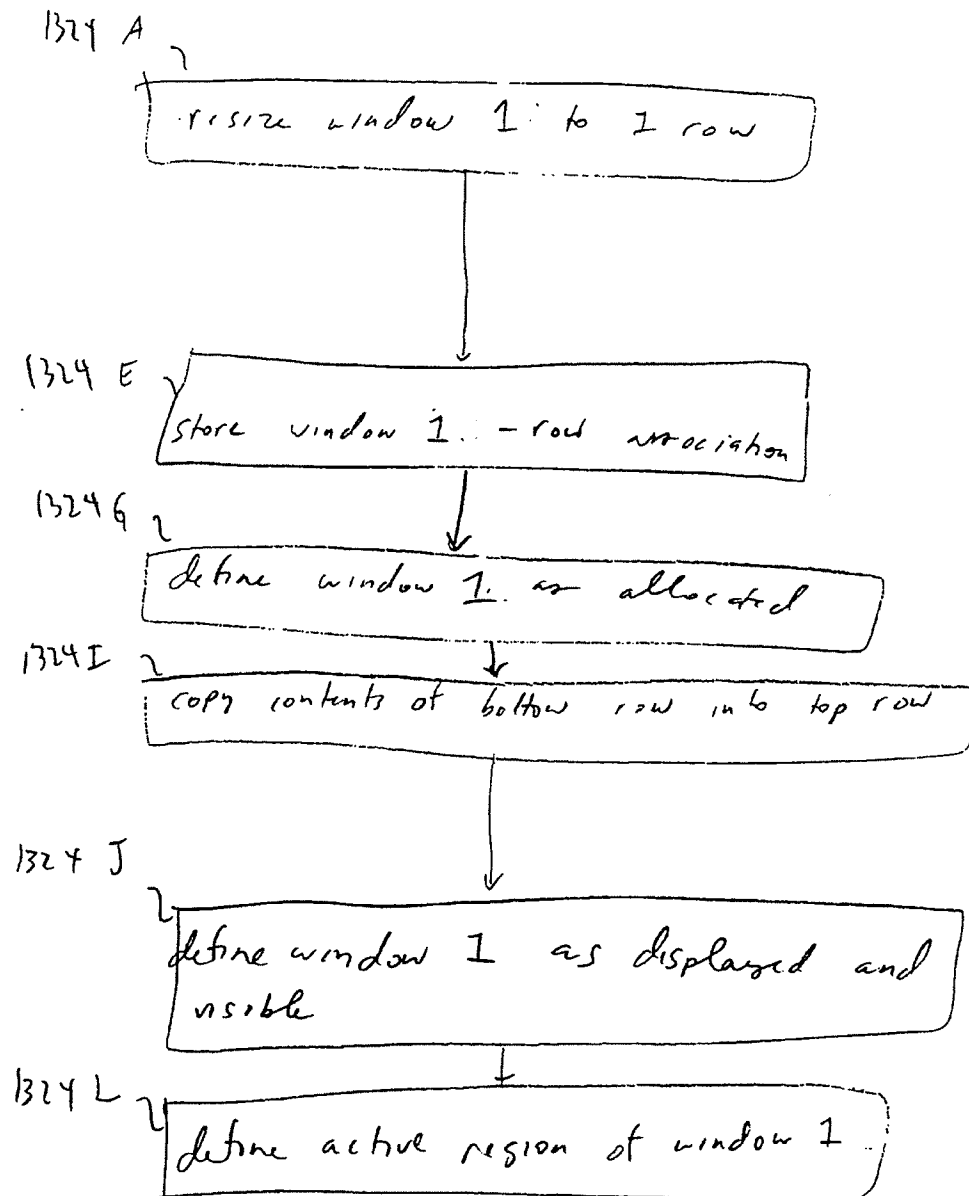 1324 A
resize window 1 to 1 row
1324 E
store window 1 - row association
1324 G
define window 1 as allocated
1324 I
copy contents of bottow row into top row
1324 J
define window 1 as displayed and
visible
1324 L
define active region of window 1